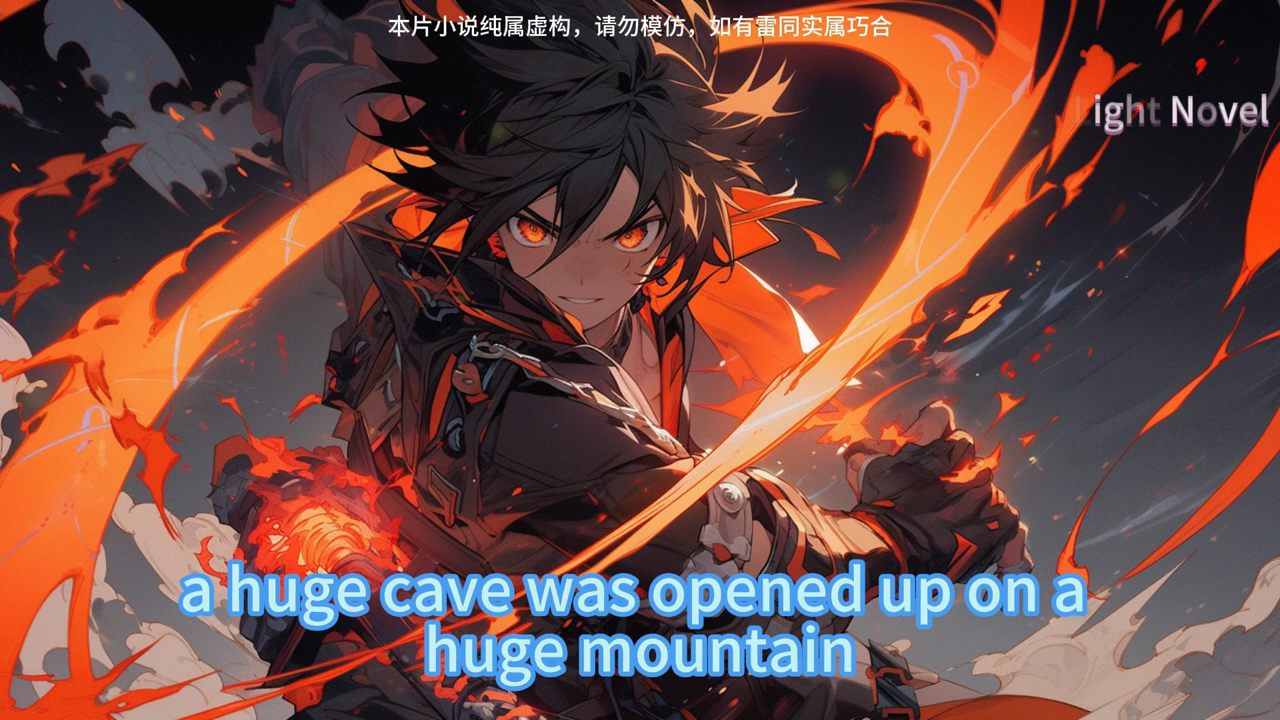 本片小说纯属虚构，请勿模仿，如有雷同实属巧合
Light Novel
a huge cave was opened up on a
huge mountain